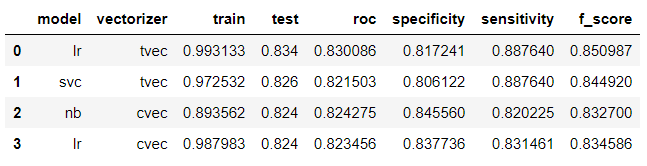 model vectorizer train test roc specificity sensitivity f_score
0 lr tvec 0.993133 0.834 0.830086 0.817241 0.887640 0.850987
1 svc tvec 0.972532 0.826 0.821503 0.806122 0.887640 0.844920
2 nb cvec 0.893562 0.824 0.824275 0.845560 0.820225 0.832700
3 lr cvec 0.987983 0.824 0.823456 0.837736 0.831461 0.834586